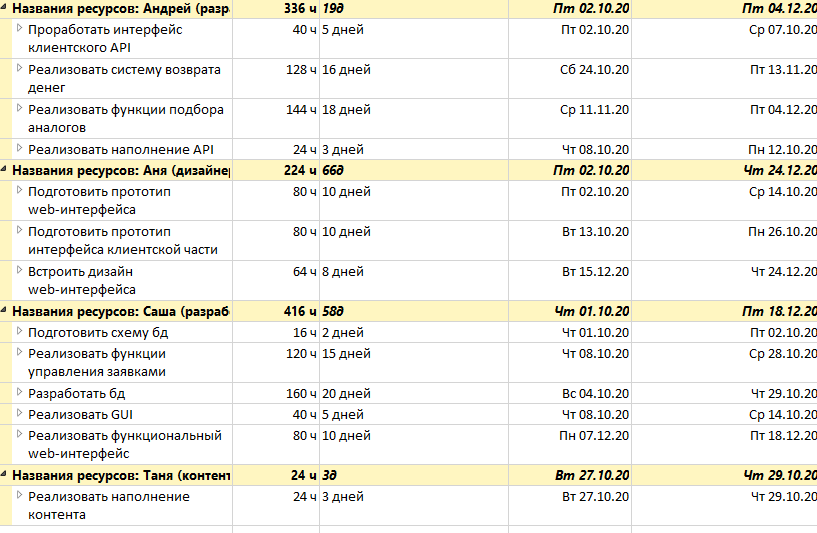 Названия ресурсов: Андрей (разр 336 ч 19д Пт 02.10.20 Пт 04.12.20
Проработать интерфейс 40 ч 5 дней Пт 02.10.20 Ср 07.10.20
клиентского API
Реализовать систему возврата 128 ч 16 дней Сб 24.10.20 Пт 13.11.20
денег
Реализовать функции подбора 144 ч 18 дней Ср 11.11.20 Пт 04.12.20
аналогов
Реализовать наполнение API 24 ч 3 дней Чт 08.10.20 Пн 12.10.20
Названия ресурсов: Аня (дизайне 224 ч 66д Пт 02.10.20 Чт 24.12.20
Подготовить прототип 80 ч 10 дней Пт 02.10.20 Ср 14.10.20
web-интерфейса
Подготовить прототип 80 ч 10 дней Вт 13.10.20 Пн 26.10.20
интерфейса клиентской части
Встроить дизайн 64 ч 8 дней Вт 15.12.20 Чт 24.12.20
web-интерфейса
Названия ресурсов: Саша (разраб 416 ч 58д Чт 01.10.20 Пт 18.12.20
Подготовить схему бд 16 ч 2 дней Чт 01.10.20 Пт 02.10.20
Реализовать функции 120 ч 15 дней Чт 08.10.20 Ср 28.10.20
управления заявками
Разработать бд 160 ч 20 дней Вс 04.10.20 Чт 29.10.20
Реализовать GUI 40 ч 5 дней Чт 08.10.20 Ср 14.10.20
Реализовать функциональный 80 ч 10 дней Пн 07.12.20 Пт 18.12.20
web-интерфейс
Названия ресурсов: Таня (контент 24 ч 3д Вт 27.10.20 Чт 29.10.20
Реализовать наполнение 24 ч 3 дней Вт 27.10.20 Чт 29.10.20
контента